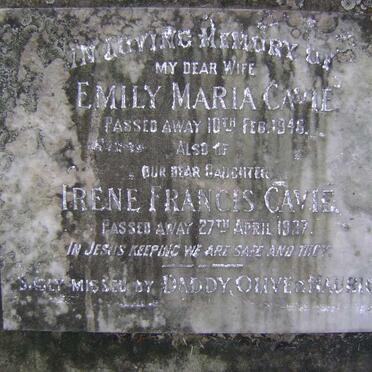 IN LOVING MEMORY OF
MY DEAR WIFE
EMILY MARIA CAVIE
PASSED AWAY 10TH FEB. 1948.
ALSO OF
OUR DEAR DAUGHTER
IRENE FRANCIS CAVIE.
PASSED AWAY 27TH APRIL 1937.
IN JESUS KEEPING WE ARE SAFE AND THEY
MISSED BY DADDY, OLIVE &